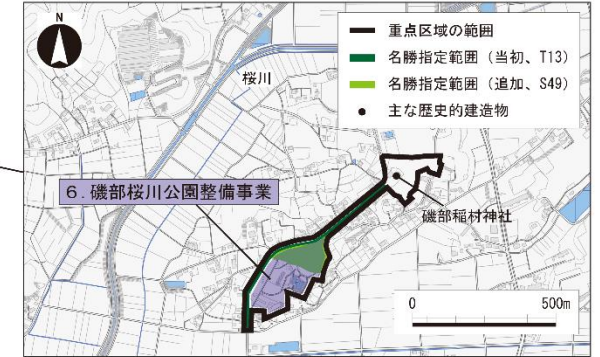 N
重点区域の範囲
名勝指定範囲（当初、T13）
名勝指定範囲（追加、S49）
主な歴史的建造物
桜川
6．磯部桜川公園整備事業
磯部稲村神社
0 500m